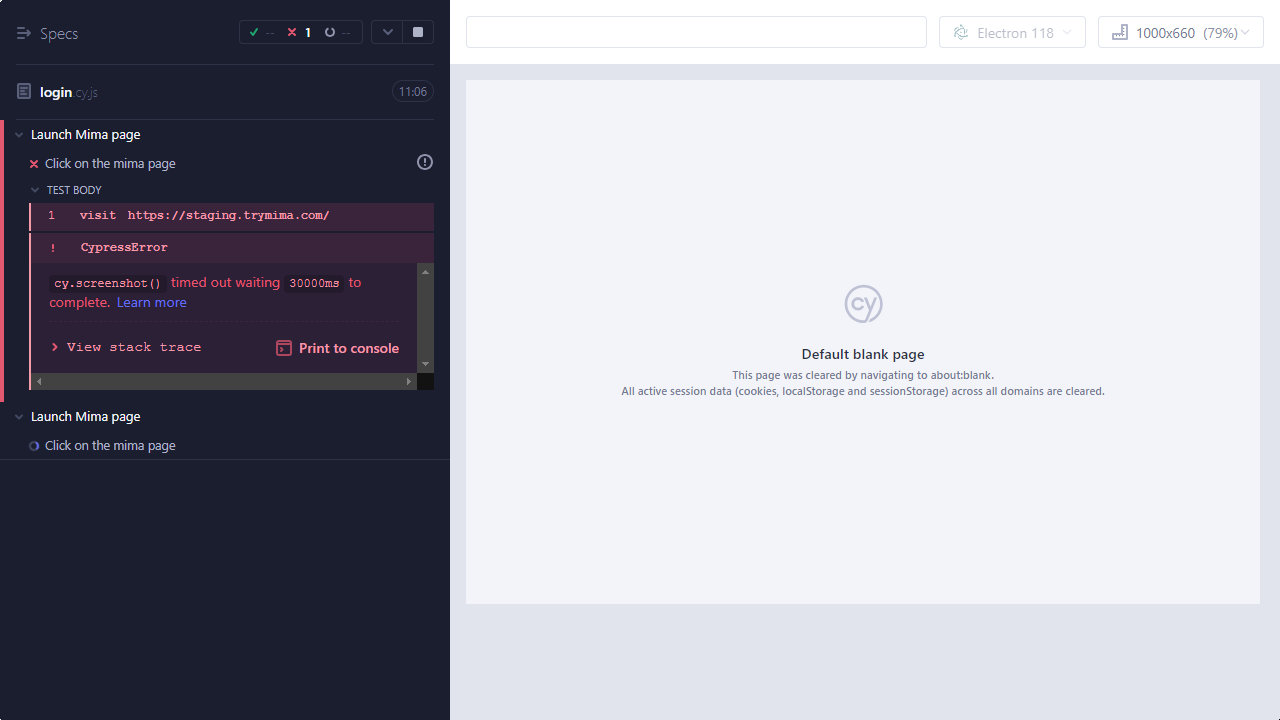 Specs
-- 1 --
login.cy.js
11:06
Launch Mima page
Click on the mima page
TEST BODY
1 visit https://staging.trymima.com/
! CypressError
cy.screenshot() timed out waiting 30000ms to
complete. Learn more
View stack trace
Print to console
Launch Mima page
Click on the mima page
Electron 118
1000x660 (79%)
cy
Default blank page
This page was cleared by navigating to about:blank.
All active session data (cookies, localStorage and sessionStorage) across all domains are cleared.